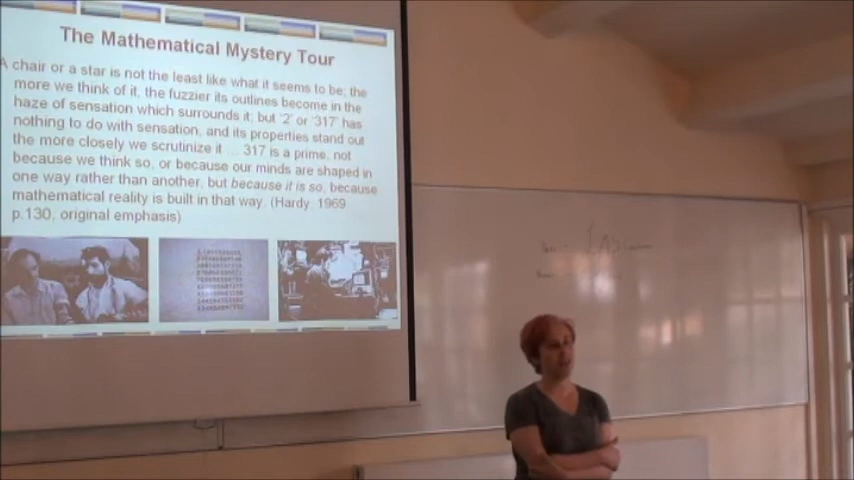 The Mathematical Mystery Tour
A chair or a star is not the least like what it seems to be; the
more we think of it, the fuzzier its outlines become in the
haze of sensation which surrounds it; but '2' or '317' has
nothing to do with sensation, and its properties stand out
the more closely we scrutinize it ... 317 is a prime, not
because we think so, or because our minds are shaped in
one way rather than another, but because it is so, because
mathematical reality is built in that way. (Hardy, 1969
p.130, original emphasis)